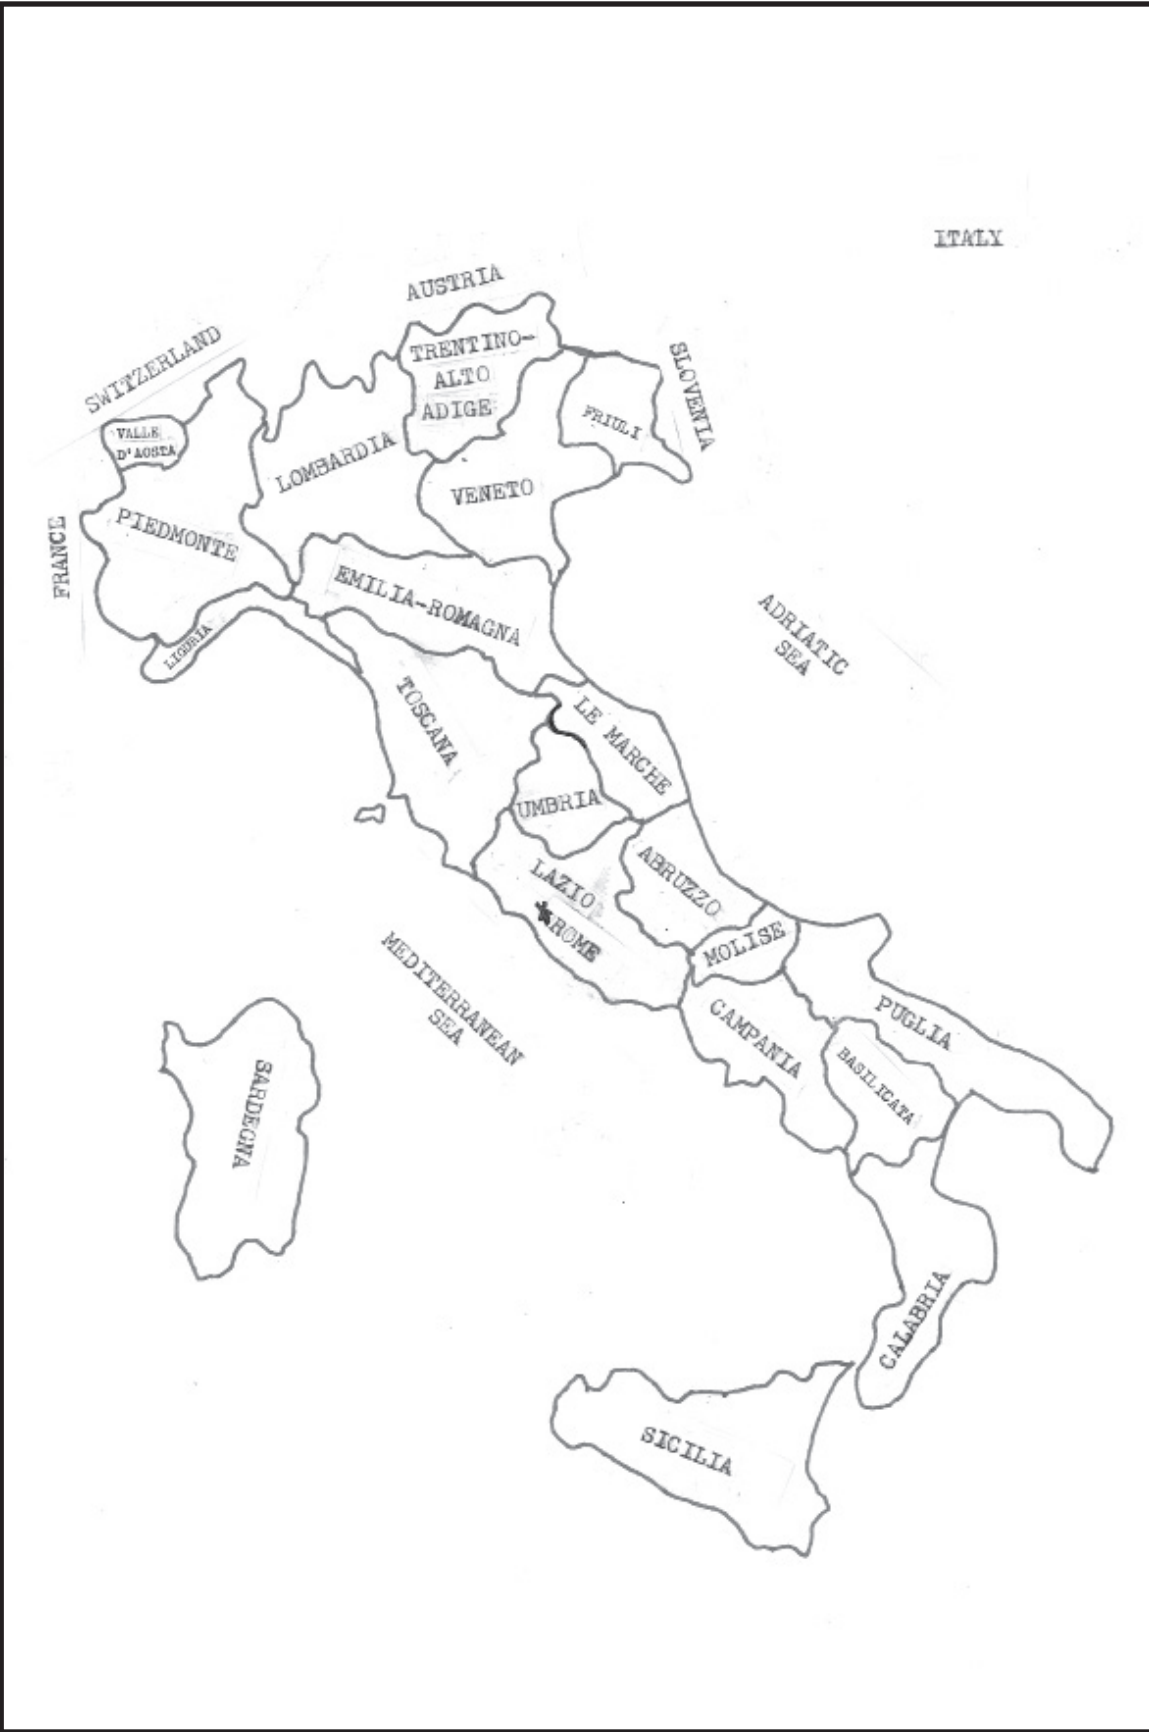 ITALY
AUSTRIA
SWITZERLAND
TRENTINO-
ALTO
ADIGE
SLOVENIA
FRIULI
VALLE
D'AOSTA
LOMBARDIA
VENETO
FRANCE
PIEDMONTE
EMILIA-ROMAGNA
LIGURIA
ADRIATIC
SEA
TOSCANA
LE MARCHE
UMBRIA
LAZIO
ABRUZZO
ROME
MOLISE
MEDITERRANEAN
SEA
CAMPANIA
PUGLIA
BASILICATA
SARDEGNA
CALABRIA
SICILIA